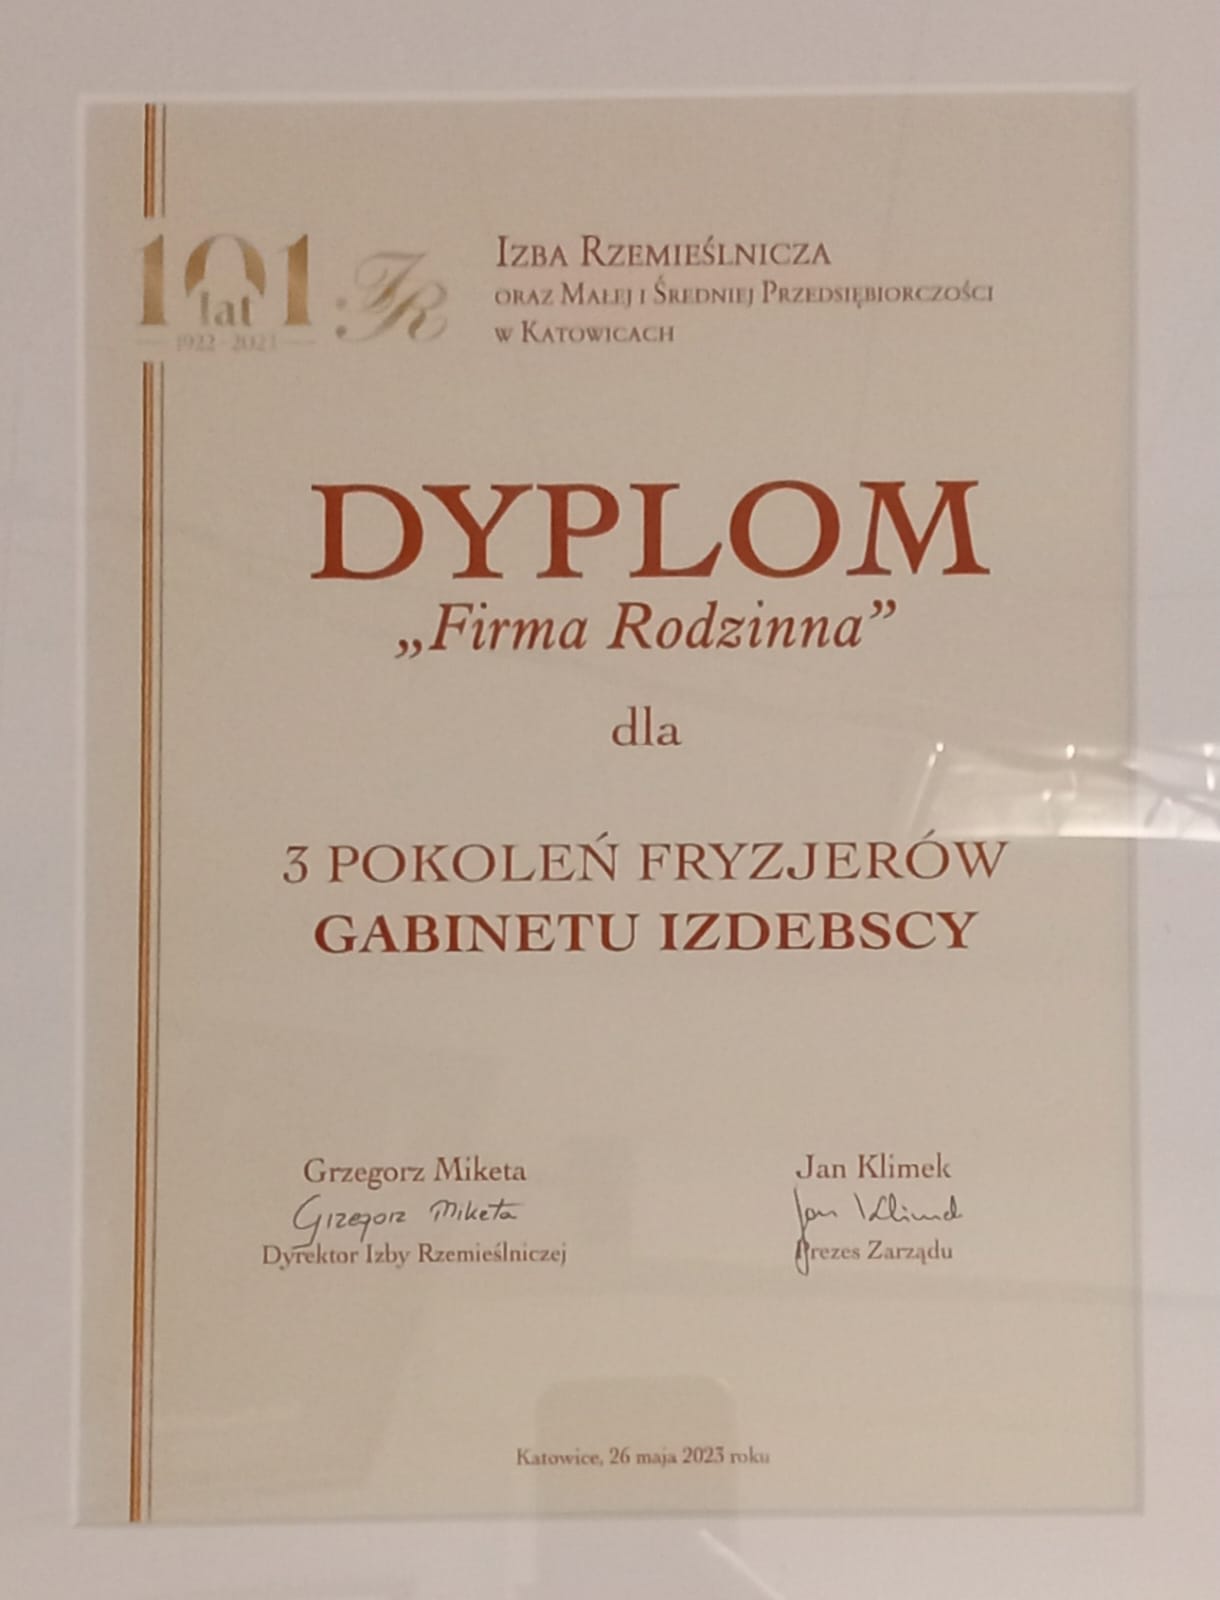 101
lat
1922-2023
IR
IZBA RZEMIEŚLNICZA
ORAZ MAŁEJ I ŚREDNIEJ PRZEDSIĘBIORCZOŚCI
W KATOWICACH
DYPLOM
„Firma Rodzinna”
dla
3 POKOLEŃ FRYZJERÓW
GABINETU IZDEBSCY
Grzegorz Miketa
Grzegorz Miketa
Dyrektor Izby Rzemieślniczej
Jan Klimek
Jan Klimek
Prezes Zarządu
Katowice, 26 maja 2023 roku